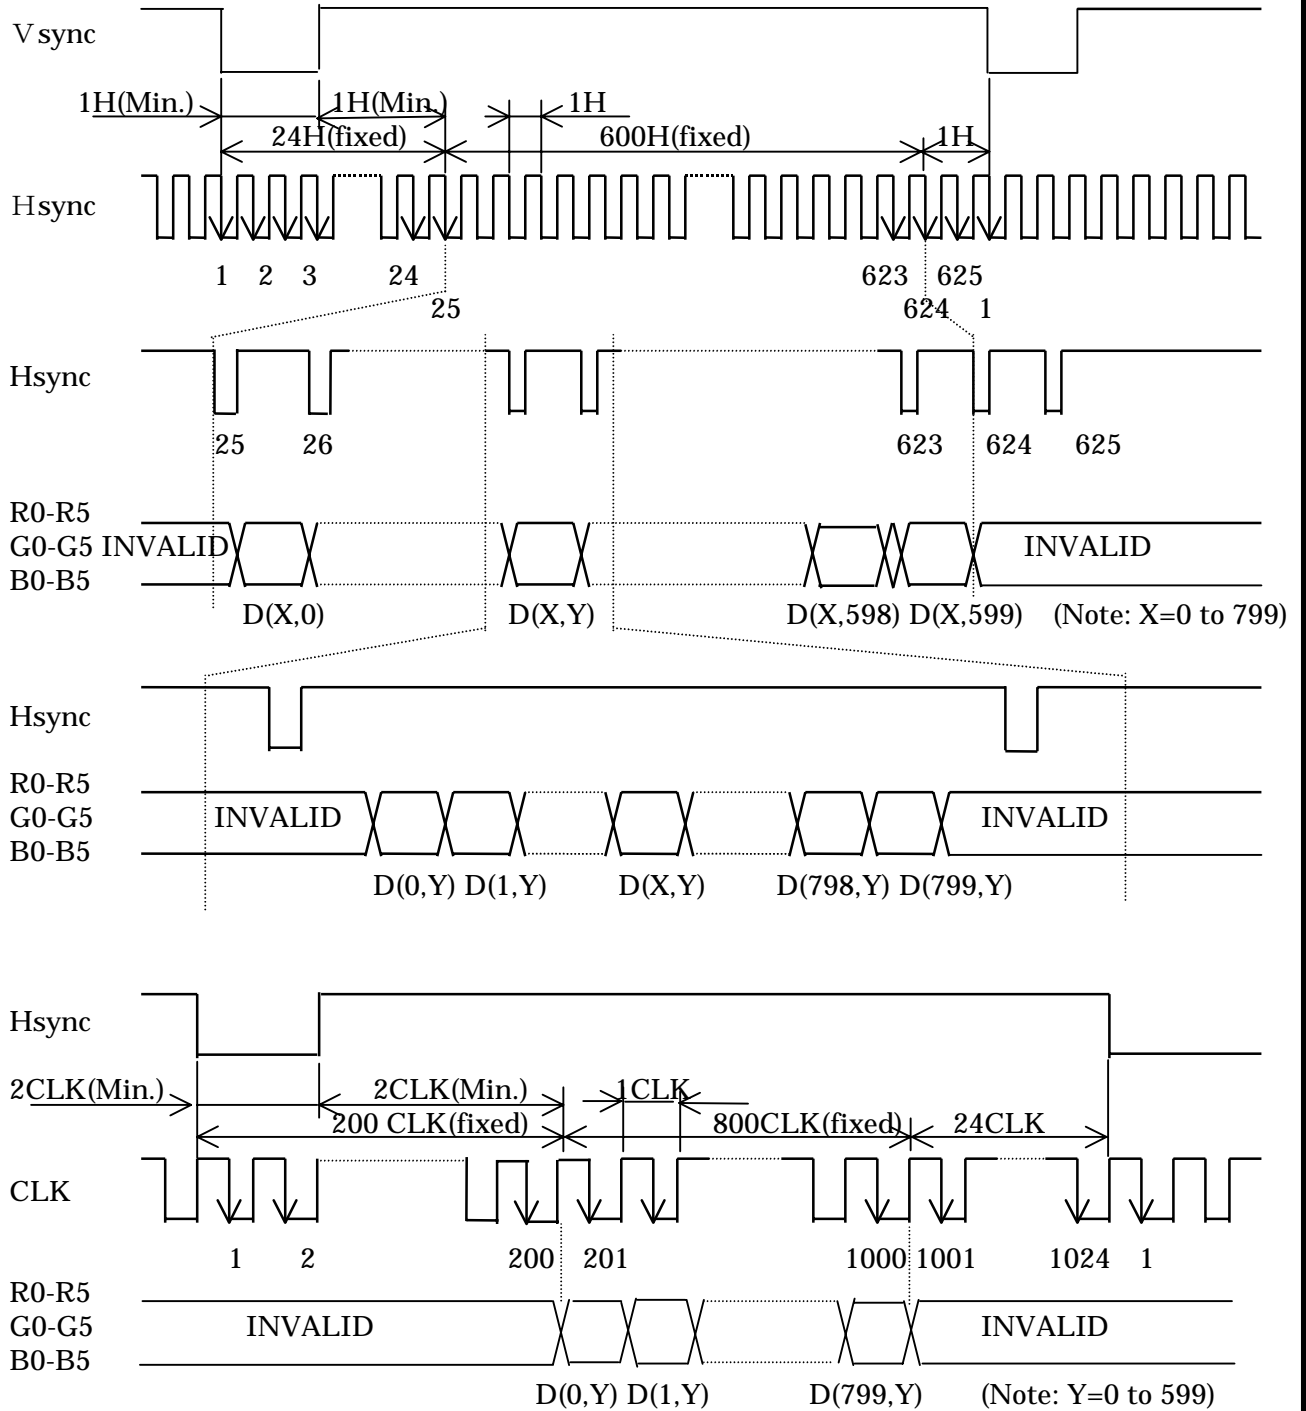 Vsync
1H(Min.) 1H(Min.) 1H
24H(fixed) 600H(fixed) 1H
Hsync
1 2 3 24 623 625
25 624 1
Hsync
25 26 623 624 625
R0-R5
G0-G5 INVALID INVALID
B0-B5
D(X,0) D(X,Y) D(X,598) D(X,599) (Note: X=0 to 799)
Hsync
R0-R5
G0-G5 INVALID INVALID
B0-B5
D(0,Y) D(1,Y) D(X,Y) D(798,Y) D(799,Y)
Hsync
2CLK(Min.) 2CLK(Min.) 1CLK
200 CLK(fixed) 800CLK(fixed) 24CLK
CLK
1 2 200 201 1000 1001 1024 1
R0-R5
G0-G5 INVALID INVALID
B0-B5
D(0,Y) D(1,Y) D(799,Y) (Note: Y=0 to 599)